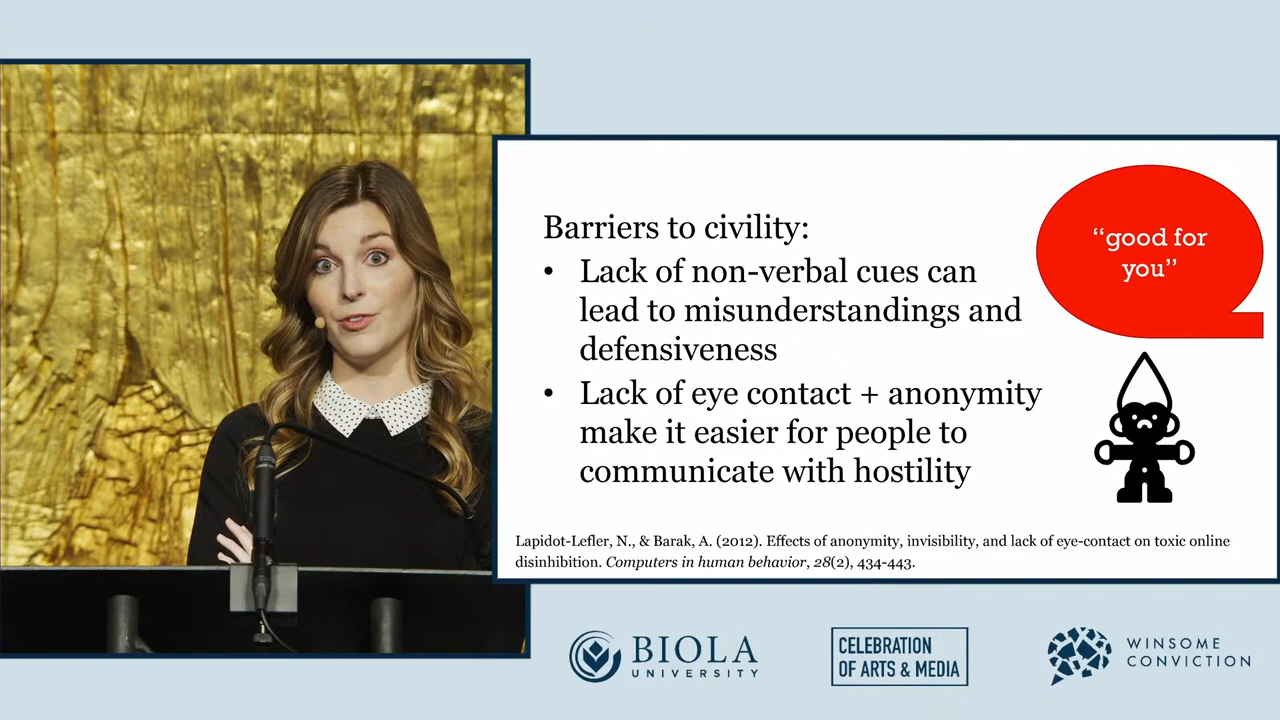 Barriers to civility:
• Lack of non-verbal cues can
lead to misunderstandings and
defensiveness
• Lack of eye contact + anonymity
make it easier for people to
communicate with hostility
“good for
you”
Lapidot-Lefler, N., & Barak, A. (2012). Effects of anonymity, invisibility, and lack of eye-contact on toxic online
disinhibition. Computers in human behavior, 28(2), 434-443.
BIOLA
UNIVERSITY
CELEBRATION
OF ARTS & MEDIA
WINSOME
CONVICTION